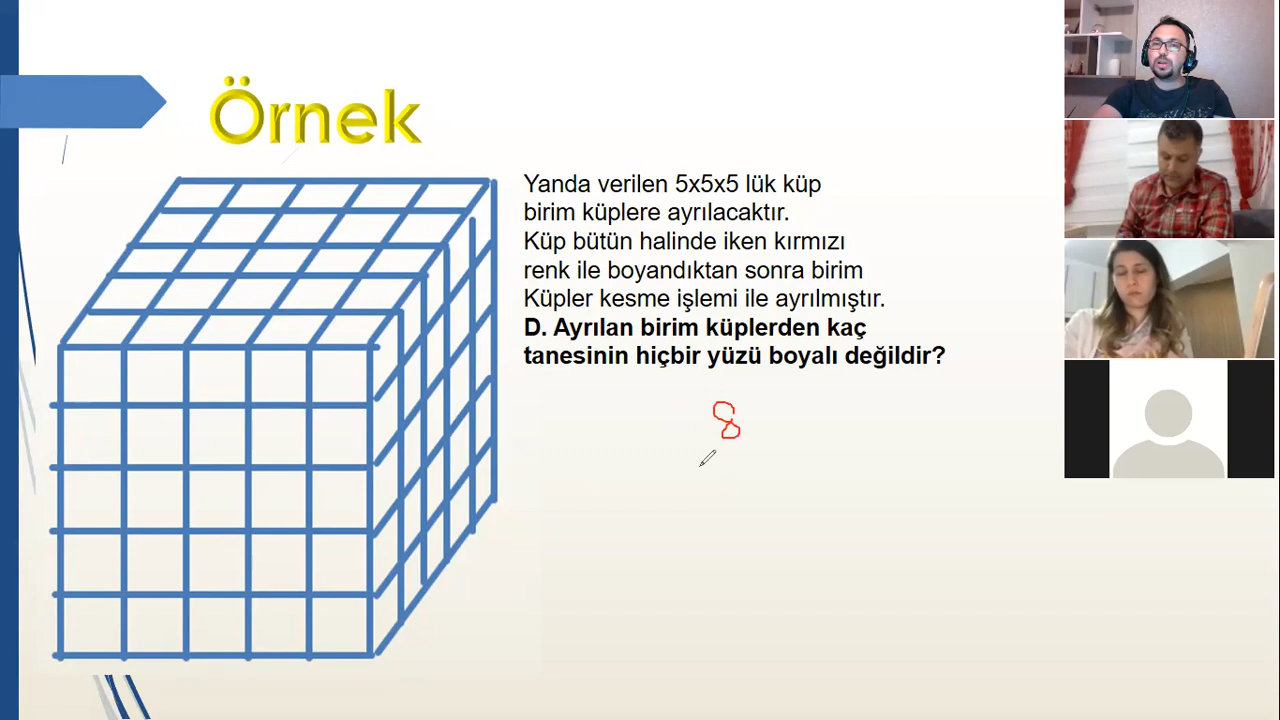 Örnek
Yanda verilen 5x5x5 lük küp
birim küplere ayrılacaktır.
Küp bütün halinde iken kırmızı
renk ile boyandıktan sonra birim
Küpler kesme işlemi ile ayrılmıştır.
D. Ayrılan birim küplerden kaç
tanesinin hiçbir yüzü boyalı değildir?
8